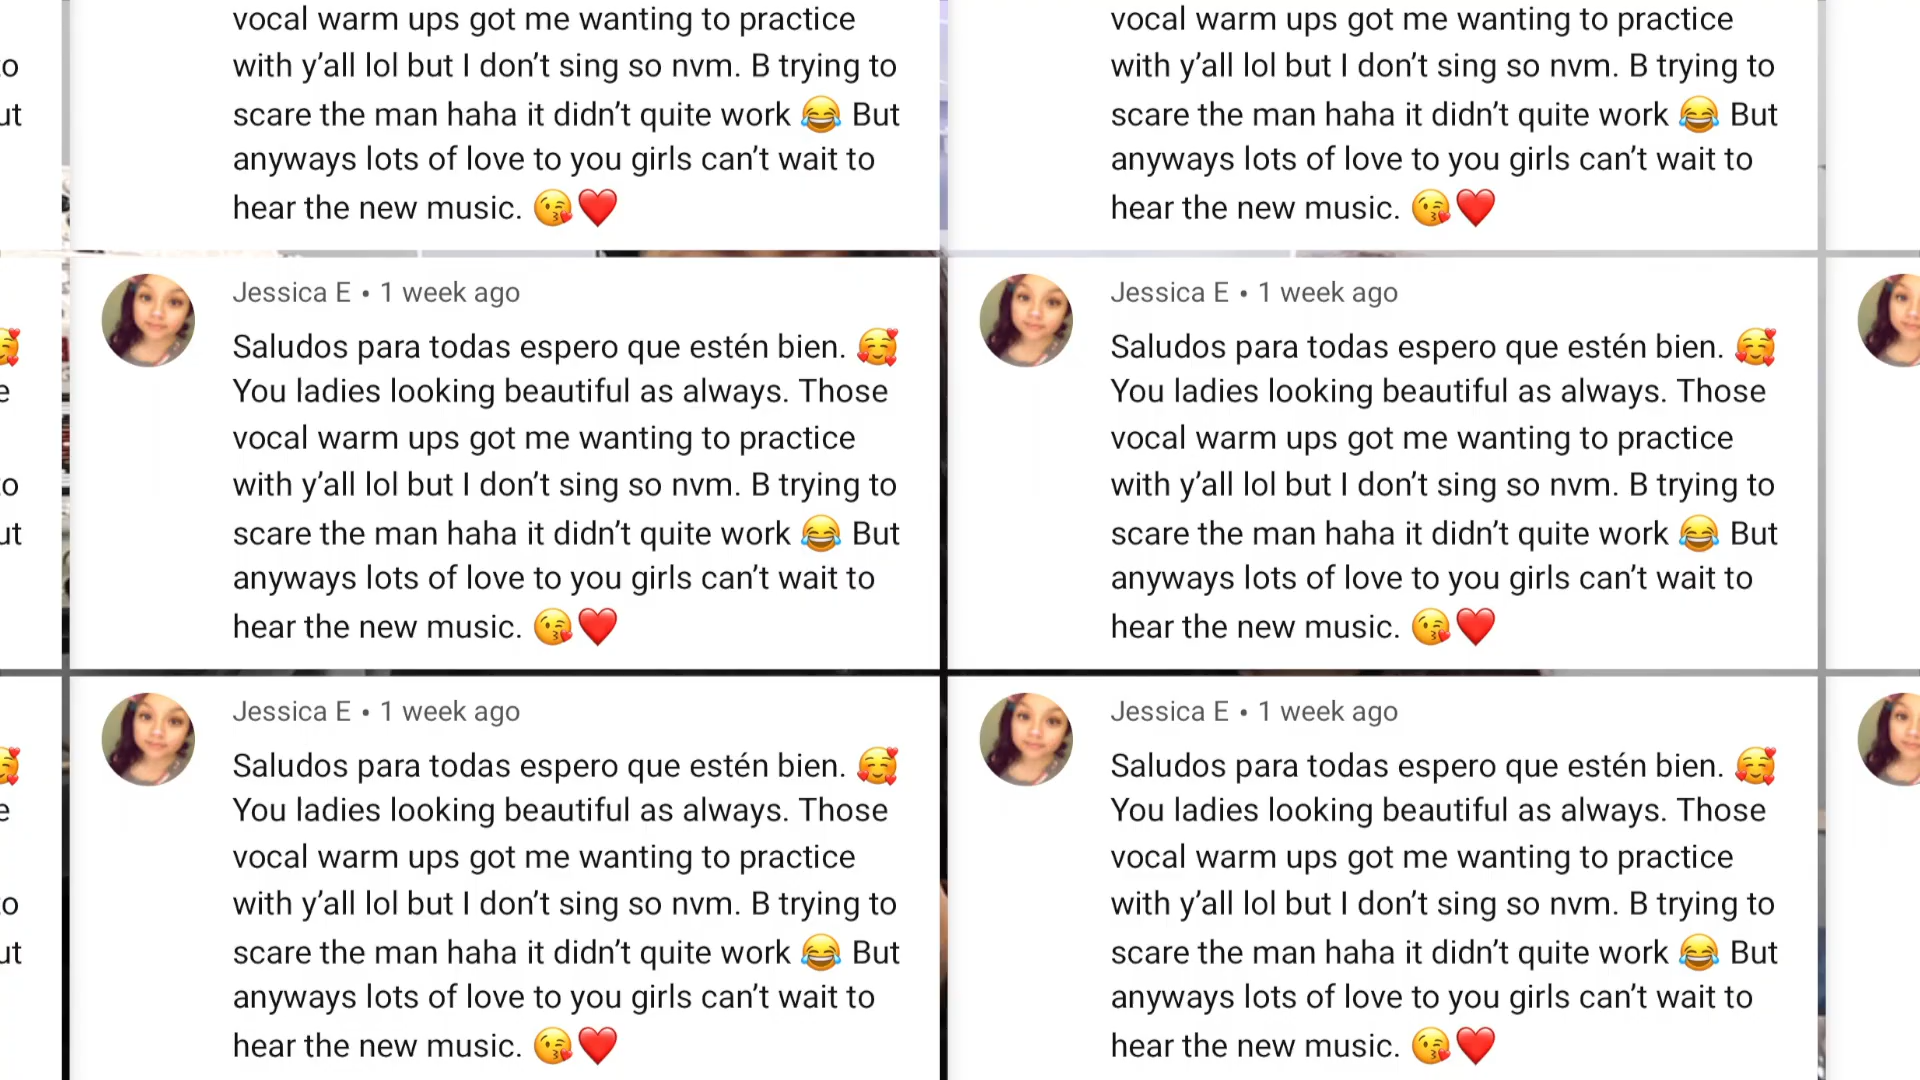 vocal warm ups got me wanting to practice
with y’all lol but I don’t sing so nvm. B trying to
scare the man haha it didn’t quite work 😂 But
anyways lots of love to you girls can’t wait to
hear the new music. 😘❤️
vocal warm ups got me wanting to practice
with y’all lol but I don’t sing so nvm. B trying to
scare the man haha it didn’t quite work 😂 But
anyways lots of love to you girls can’t wait to
hear the new music. 😘❤️
Jessica E • 1 week ago
Saludos para todas espero que estén bien. 🥰
You ladies looking beautiful as always. Those
vocal warm ups got me wanting to practice
with y’all lol but I don’t sing so nvm. B trying to
scare the man haha it didn’t quite work 😂 But
anyways lots of love to you girls can’t wait to
hear the new music. 😘❤️
Jessica E • 1 week ago
Saludos para todas espero que estén bien. 🥰
You ladies looking beautiful as always. Those
vocal warm ups got me wanting to practice
with y’all lol but I don’t sing so nvm. B trying to
scare the man haha it didn’t quite work 😂 But
anyways lots of love to you girls can’t wait to
hear the new music. 😘❤️
Jessica E • 1 week ago
Saludos para todas espero que estén bien. 🥰
You ladies looking beautiful as always. Those
vocal warm ups got me wanting to practice
with y’all lol but I don’t sing so nvm. B trying to
scare the man haha it didn’t quite work 😂 But
anyways lots of love to you girls can’t wait to
hear the new music. 😘❤️
Jessica E • 1 week ago
Saludos para todas espero que estén bien. 🥰
You ladies looking beautiful as always. Those
vocal warm ups got me wanting to practice
with y’all lol but I don’t sing so nvm. B trying to
scare the man haha it didn’t quite work 😂 But
anyways lots of love to you girls can’t wait to
hear the new music. 😘❤️